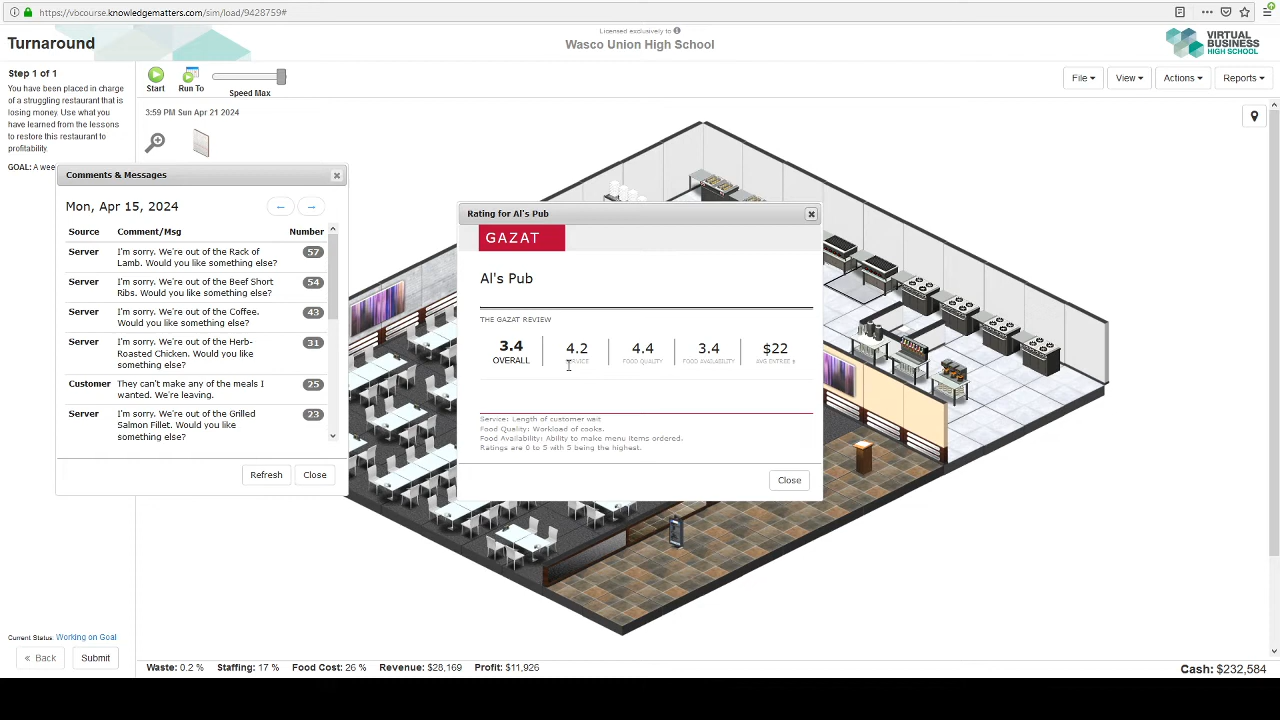 https://vbcourse.knowledgematters.com/sim/load/9428759#
Turnaround
Licensed exclusively to
Wasco Union High School
VIRTUAL
BUSINESS
HIGH SCHOOL
Step 1 of 1
You have been placed in charge
of a struggling restaurant that is
losing money. Use what you
have learned from the lessons
to restore this restaurant to
profitability.
GOAL: A wee
Start
Run To
Speed Max
File
View
Actions
Reports
3:59 PM Sun Apr 21 2024
Comments & Messages
Mon, Apr 15, 2024
← →
Source Comment/Msg Number
Server I'm sorry. We're out of the Rack of 57
Lamb. Would you like something else?
Server I'm sorry. We're out of the Beef Short 54
Ribs. Would you like something else?
Server I'm sorry. We're out of the Coffee. 43
Would you like something else?
Server I'm sorry. We're out of the Herb- 31
Roasted Chicken. Would you like
something else?
Customer They can't make any of the meals I 25
wanted. We're leaving.
Server I'm sorry. We're out of the Grilled 23
Salmon Fillet. Would you like
something else?
Refresh Close
Rating for Al's Pub
GAZAT
Al's Pub
THE GAZAT REVIEW
3.4 4.2 4.4 3.4 $22
OVERALL FOOD QUALITY FOOD AVAILABILITY
Service: Length of customer wait
Food Quality: Workload of cooks.
Food Availability: Ability to make menu items ordered.
Ratings are 0 to 5 with 5 being the highest.
Close
Current Status: Working on Goal
« Back Submit
Waste: 0.2 % Staffing: 17 % Food Cost: 26 % Revenue: $28,169 Profit: $11,926
Cash: $232,584